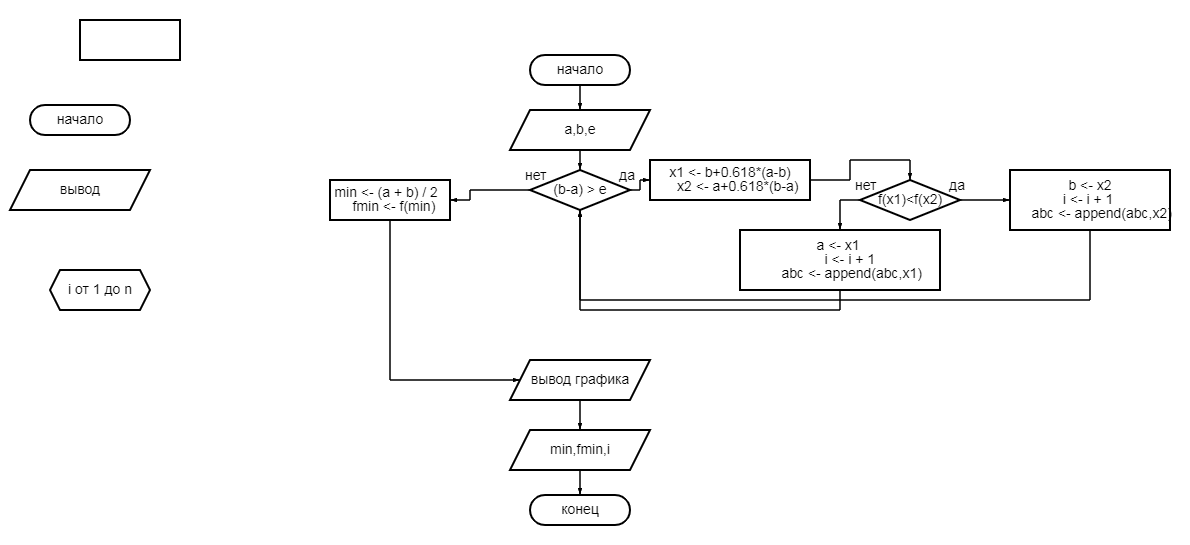 начало
вывод
i от 1 до n
начало
a,b,e
нет
(b-a) > e
да
min <- (a + b) / 2
fmin <- f(min)
x1 <- b+0.618*(a-b)
x2 <- a+0.618*(b-a)
нет
f(x1)<f(x2)
да
a <- x1
i <- i + 1
abc <- append(abc,x1)
b <- x2
i <- i + 1
abc <- append(abc,x2)
вывод графика
min,fmin,i
конец